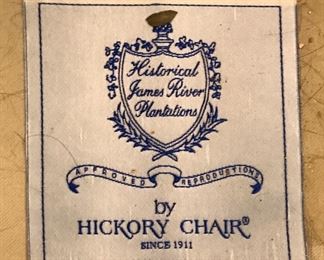 Historical
James River
Plantations
APPROVED REPRODUCTIONS
by
HICKORY CHAIR®
SINCE 1911